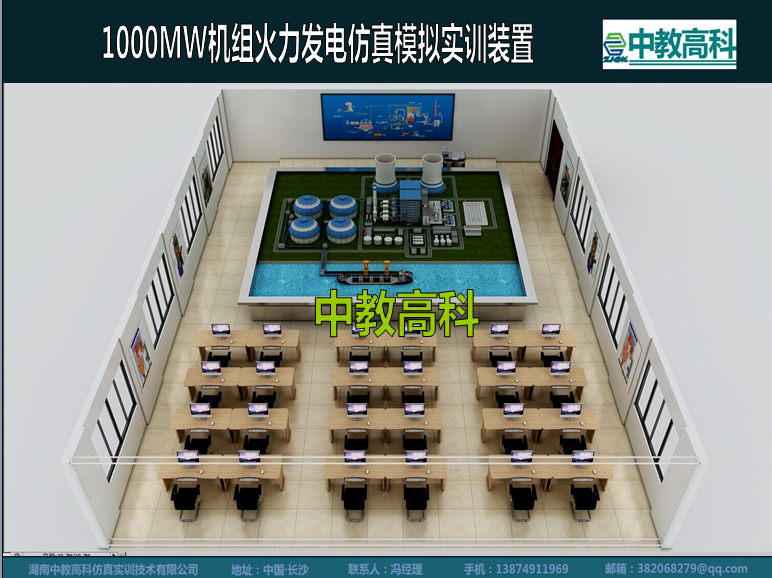 1000MW机组火力发电仿真模拟实训装置
中教高科
ZJGK
中教高科
湖南中教高科仿真实训技术有限公司 地址:中国·长沙 联系人:冯经理 手机:13874911969 邮箱:382068279@qq.com